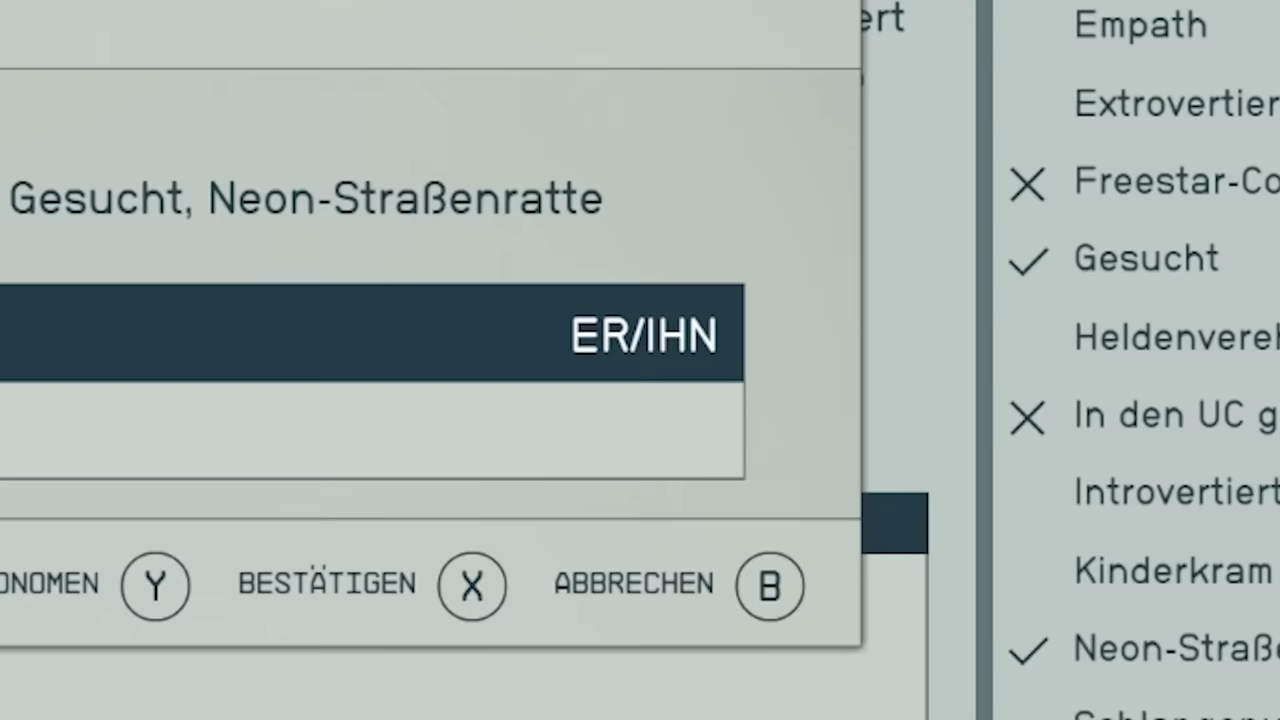 ert
Gesucht, Neon-Straßenratte
ER/IHN
ONOMEN Y BESTÄTIGEN X ABBRECHEN B
Empath
Extrovertier
Freestar-Co
Gesucht
Heldenvereh
In den UC g
Introvertiert
Kinderkram
Neon-Straße